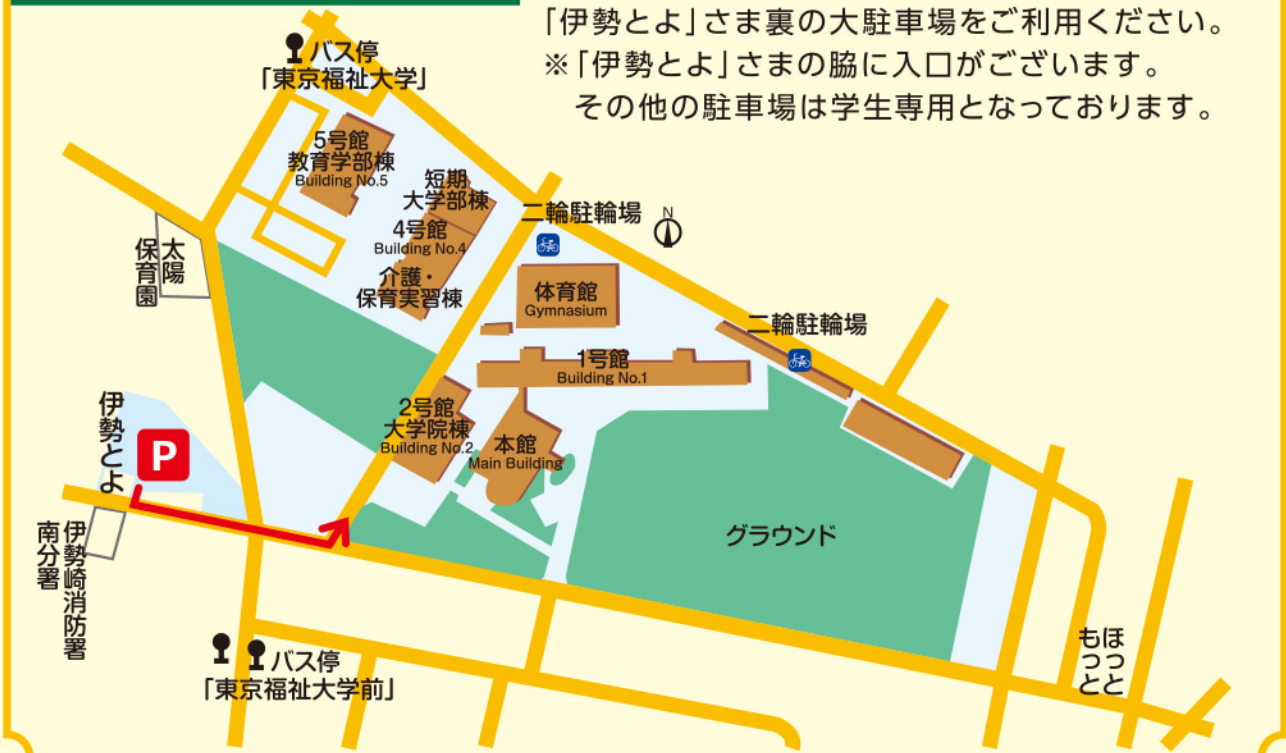 「伊勢とよ」さま裏の大駐車場をご利用ください。
※「伊勢とよ」さまの脇に入口がございます。
その他の駐車場は学生専用となっております。
バス停
「東京福祉大学」
5号館
教育学部棟
Building No.5
短期
大学部棟
4号館
Building No.4
介護・
保育実習棟
二輪駐輪場
N
太陽
保育園
体育館
Gymnasium
二輪駐輪場
1号館
Building No.1
2号館
大学院棟
Building No.2
本館
Main Building
伊勢とよ
P
グラウンド
伊勢崎消防署
南分署
バス停
「東京福祉大学前」
ほっと
もっと